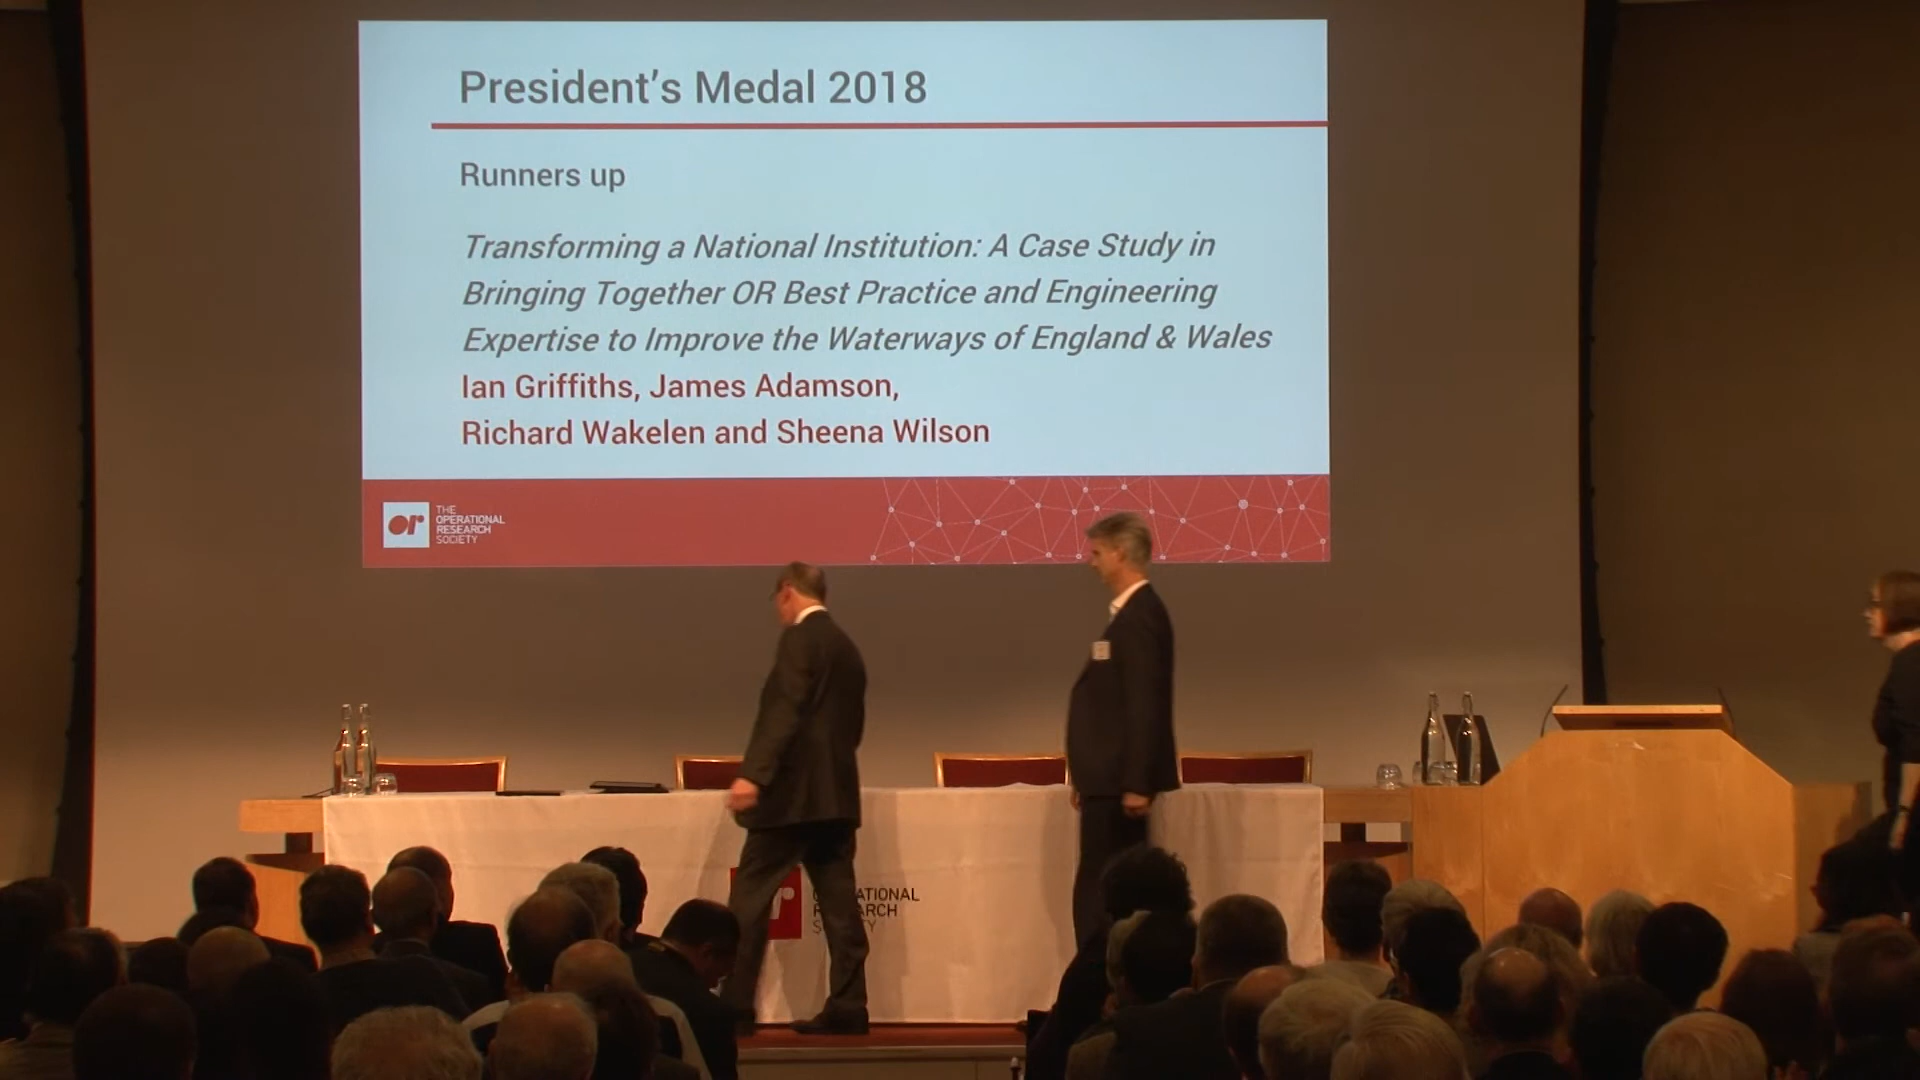 President's Medal 2018
Runners up
Transforming a National Institution: A Case Study in
Bringing Together OR Best Practice and Engineering
Expertise to Improve the Waterways of England & Wales
Ian Griffiths, James Adamson,
Richard Wakelen and Sheena Wilson
or
THE
OPERATIONAL
RESEARCH
SOCIETY